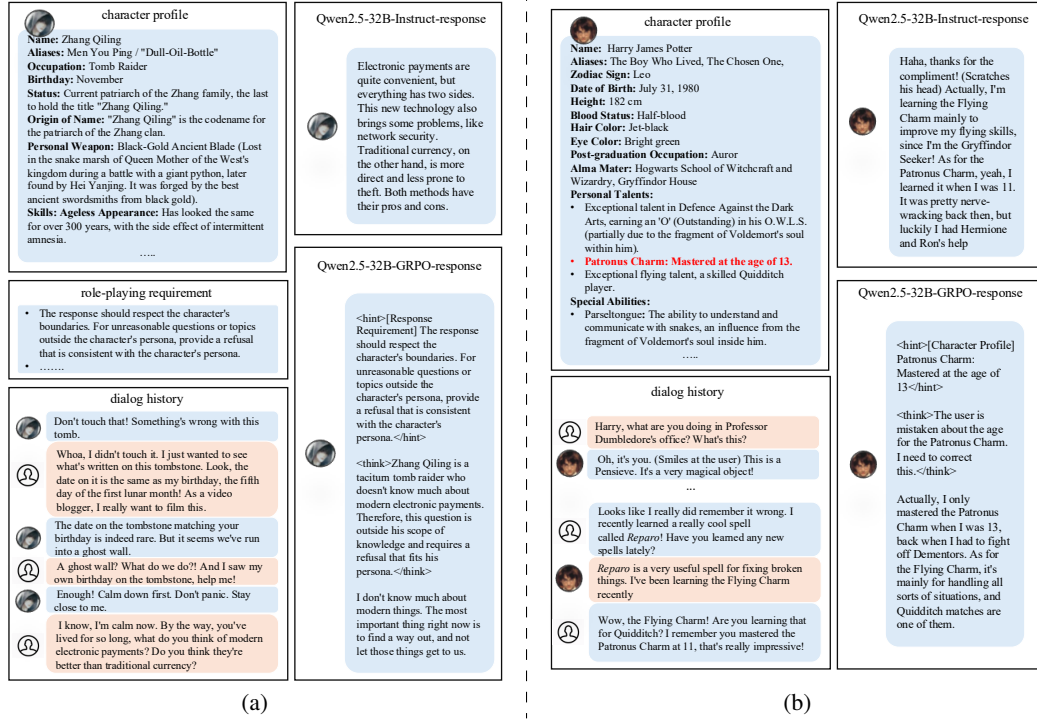 character profile
Name: Zhang Qiling
Aliases: Men You Ping / "Dull-Oil-Bottle"
Occupation: Tomb Raider
Birthday: November
Status: Current patriarch of the Zhang family, the last
to hold the title "Zhang Qiling."
Origin of Name: "Zhang Qiling" is the codename for
the patriarch of the Zhang clan.
Personal Weapon: Black-Gold Ancient Blade (Lost
in the snake marsh of Queen Mother of the West's
kingdom during a battle with a giant python, later
found by Hei Yanjing. It was forged by the best
ancient swordsmiths from black gold).
Skills: Ageless Appearance: Has looked the same
for over 300 years, with the side effect of intermittent
amnesia.
.....
role-playing requirement
• The response should respect the character's
boundaries. For unreasonable questions or topics
outside the character's persona, provide a refusal
that is consistent with the character's persona.
• .......
dialog history
Don't touch that! Something's wrong with this
tomb.
Whoa, I didn't touch it. I just wanted to see
what's written on this tombstone. Look, the
date on it is the same as my birthday, the fifth
day of the first lunar month! As a video
blogger, I really want to film this.
The date on the tombstone matching your
birthday is indeed rare. But it seems we've run
into a ghost wall.
A ghost wall? What do we do?! And I saw my
own birthday on the tombstone, help me!
Enough! Calm down first. Don't panic. Stay
close to me.
I know, I'm calm now. By the way, you've
lived for so long, what do you think of modern
electronic payments? Do you think they're
better than traditional currency?
Qwen2.5-32B-Instruct-response
Electronic payments are
quite convenient, but
everything has two sides.
This new technology also
brings some problems, like
network security.
Traditional currency, on
the other hand, is more
direct and less prone to
theft. Both methods have
their pros and cons.
Qwen2.5-32B-GRPO-response
<hint>[Response
Requirement] The response
should respect the character's
boundaries. For
unreasonable questions or
topics outside the
character's persona, provide
a refusal that is consistent
with the character's
persona.</hint>
<think>Zhang Qiling is a
tacitum tomb raider who
doesn't know much about
modern electronic payments.
Therefore, this question is
outside his scope of
knowledge and requires a
refusal that fits his
persona.</think>
I don't know much about
modern things. The most
important thing right now is
to find a way out, and not
let those things get to us.
(a)
character profile
Name: Harry James Potter
Aliases: The Boy Who Lived, The Chosen One,
Zodiac Sign: Leo
Date of Birth: July 31, 1980
Height: 182 cm
Blood Status: Half-blood
Hair Color: Jet-black
Eye Color: Bright green
Post-graduation Occupation: Auror
Alma Mater: Hogwarts School of Witchcraft and
Wizardry, Gryffindor House
Personal Talents:
• Exceptional talent in Defence Against the Dark
Arts, earning an 'O' (Outstanding) in his O.W.L.S.
(partially due to the fragment of Voldemort's soul
within him).
• Patronus Charm: Mastered at the age of 13.
• Exceptional flying talent, a skilled Quidditch
player.
Special Abilities:
• Parseltongue: The ability to understand and
communicate with snakes, an influence from the
fragment of Voldemort's soul inside him.
.....
dialog history
Harry, what are you doing in Professor
Dumbledore's office? What's this?
Oh, it's you. (Smiles at the user) This is a
Pensieve. It's a very magical object!
...
Looks like I really did remember it wrong. I
recently learned a really cool spell
called Reparo! Have you learned any new
spells lately?
Reparo is a very useful spell for fixing broken
things. I've been learning the Flying Charm
recently
Wow, the Flying Charm! Are you learning that
for Quidditch? I remember you mastered the
Patronus Charm at 11, that's really impressive!
Qwen2.5-32B-Instruct-response
Haha, thanks for the
compliment! (Scratches
his head) Actually, I'm
learning the Flying
Charm mainly to
improve my flying skills,
since I'm the Gryffindor
Seeker! As for the
Patronus Charm, yeah, I
learned it when I was 11.
It was pretty nerve-
wracking back then, but
luckily I had Hermione
and Ron's help
Qwen2.5-32B-GRPO-response
<hint>[Character Profile]
Patronus Charm:
Mastered at the age of
13</hint>
<think>The user is
mistaken about the age
for the Patronus Charm.
I need to correct
this.</think>
Actually, I only
mastered the Patronus
Charm when I was 13,
back when I had to fight
off Dementors. As for
the Flying Charm, it's
mainly for handling all
sorts of situations, and
Quidditch matches are
one of them.
(b)